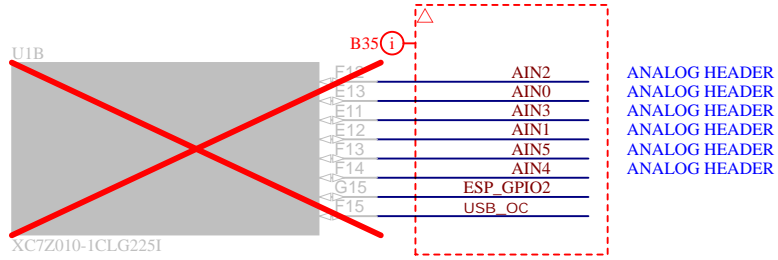 B35 i
U1B
F12 AIN2 ANALOG HEADER
E13 AIN0 ANALOG HEADER
E11 AIN3 ANALOG HEADER
E12 AIN1 ANALOG HEADER
F13 AIN5 ANALOG HEADER
F14 AIN4 ANALOG HEADER
G15 ESP_GPIO2
F15 USB_OC
XC7Z010-1CLG225I